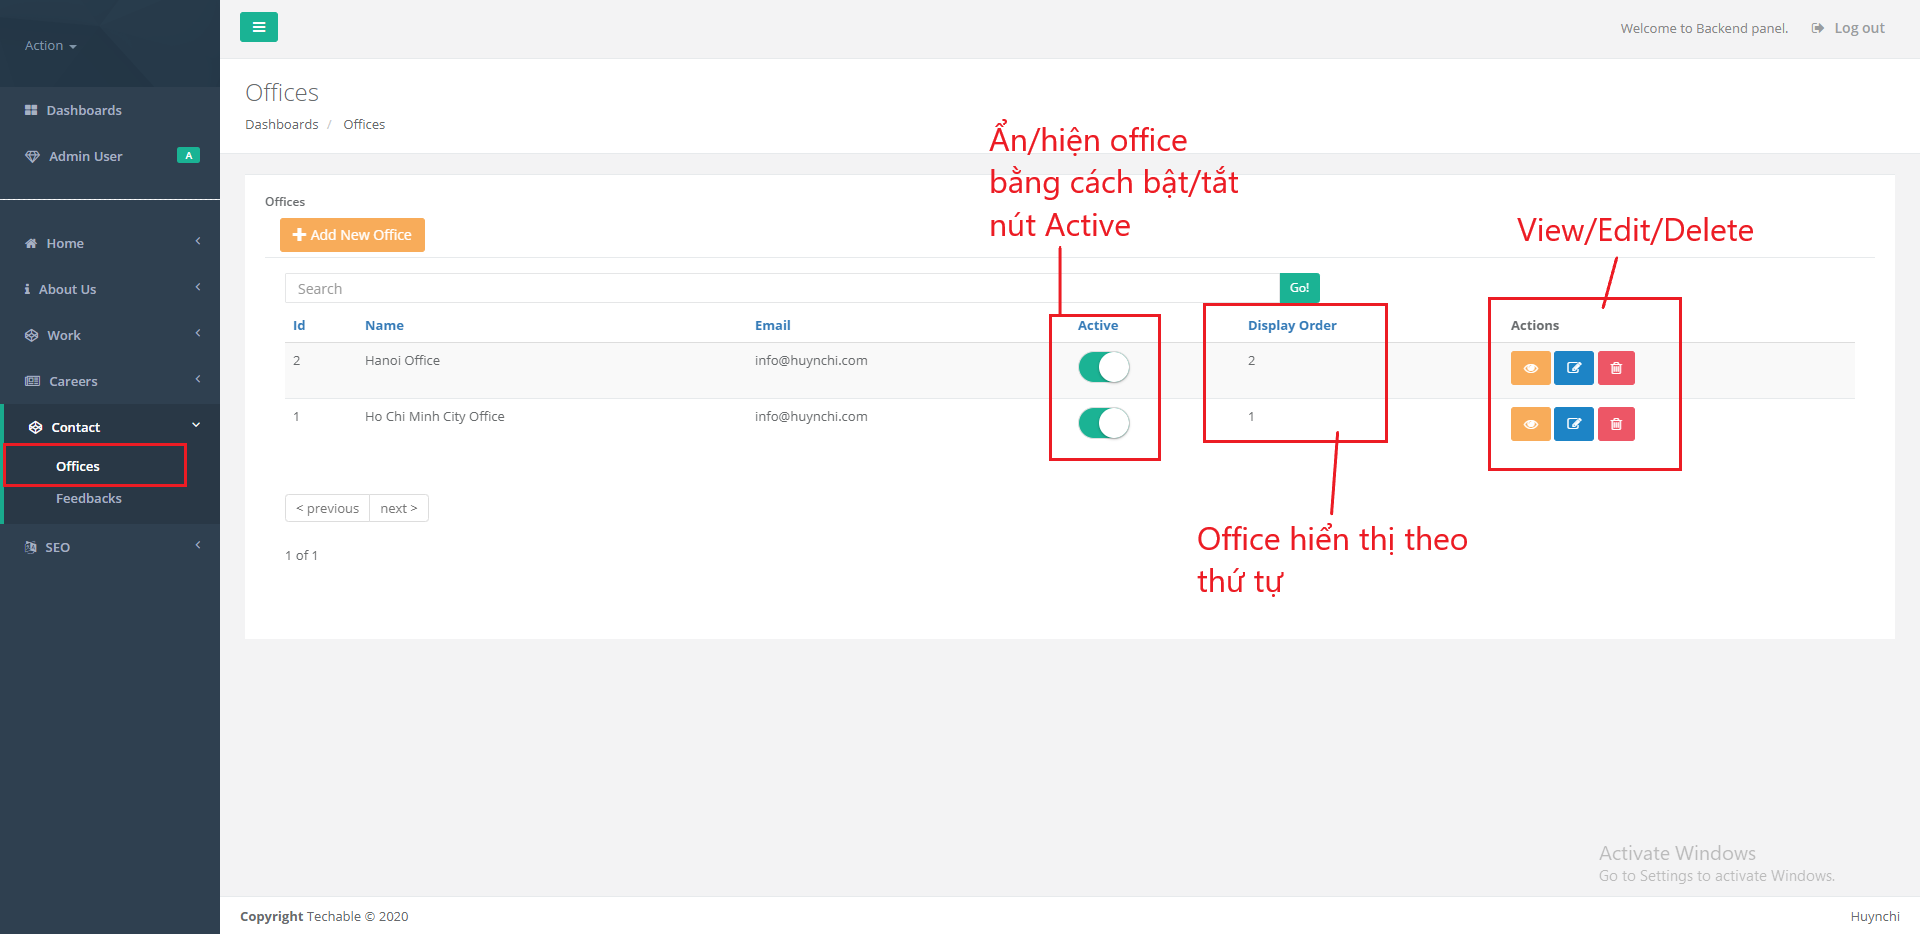 Action
Welcome to Backend panel.
Log out
Dashboards
Admin User
A
Home
About Us
Work
Careers
Contact
Offices
Feedbacks
SEO
Offices
Dashboards / Offices
Ẩn/hiện office
bằng cách bật/tắt
nút Active
View/Edit/Delete
Offices
Add New Office
Search
Go!
Id Name Email Active Display Order Actions
2 Hanoi Office info@huynchi.com 2
1 Ho Chi Minh City Office info@huynchi.com 1
< previous next >
1 of 1
Office hiển thị theo
thứ tự
Activate Windows
Go to Settings to activate Windows.
Copyright Techable © 2020
Huynchi